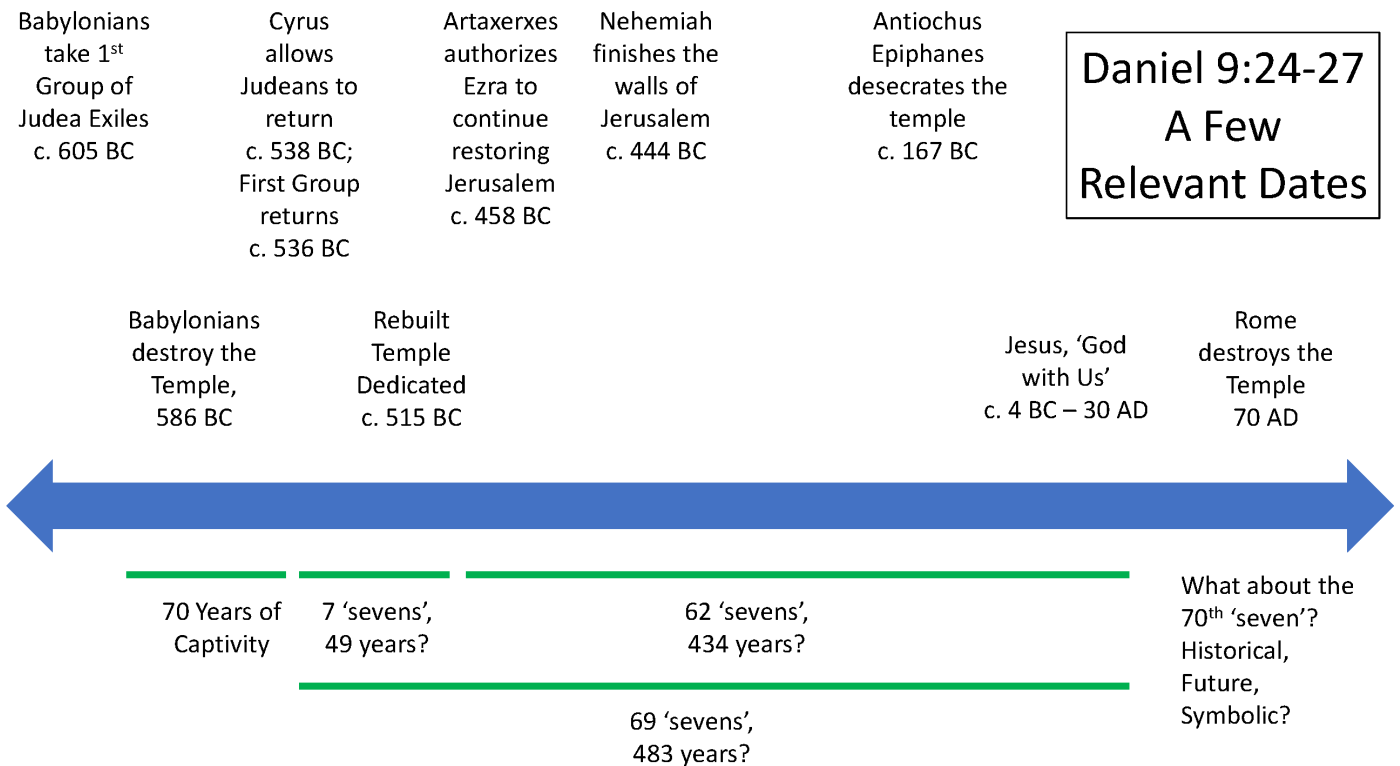 Babylonians
take 1st
Group of
Judea Exiles
c. 605 BC
Cyrus
allows
Judeans to
return
c. 538 BC;
First Group
returns
c. 536 BC
Artaxerxes
authorizes
Ezra to
continue
restoring
Jerusalem
c. 458 BC
Nehemiah
finishes the
walls of
Jerusalem
c. 444 BC
Antiochus
Epiphanes
desecrates the
temple
c. 167 BC
Daniel 9:24-27
A Few
Relevant Dates
Babylonians
destroy the
Temple,
586 BC
Rebuilt
Temple
Dedicated
c. 515 BC
Jesus, ‘God
with Us’
c. 4 BC – 30 AD
Rome
destroys the
Temple
70 AD
70 Years of
Captivity
7 ‘sevens’,
49 years?
62 ‘sevens’,
434 years?
69 ‘sevens’,
483 years?
What about the
70th ‘seven’?
Historical,
Future,
Symbolic?